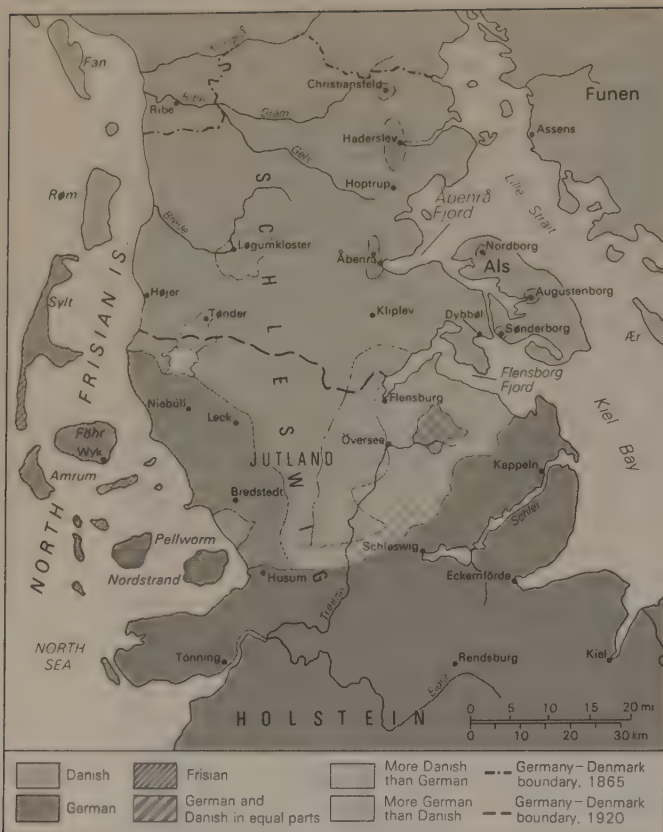 Fan
Ribe
Ribe
Gram
Christiansfeld
Funen
Haderslev
Assens
Gels
Hoptrup
Åbenrå
Fjord
Lille Strait
Røm
Løgumkloster
Åbenrå
Nordborg
Als
Augustenborg
Højer
Tønder
Kliplev
Dybbøl
Sønderborg
Ær
Sylt
NORTH FRISIAN IS.
SCHLESWIG
Flensborg
Fjord
Niebüll
Leck
Flensburg
Kiel Bay
Föhr
Wyk
Amrum
JUTLAND
Översee
Kappeln
Bredstedt
Schlei
Pellworm
Nordstrand
Schleswig
Husum
Eckernförde
Treene
NORTH
SEA
Tönning
Rendsburg
Kiel
Eider
HOLSTEIN
0 5 10 15 20 mi
0 10 20 30 km
Danish
German
Frisian
German and
Danish in equal parts
More Danish
than German
More German
than Danish
Germany–Denmark
boundary, 1865
Germany–Denmark
boundary, 1920